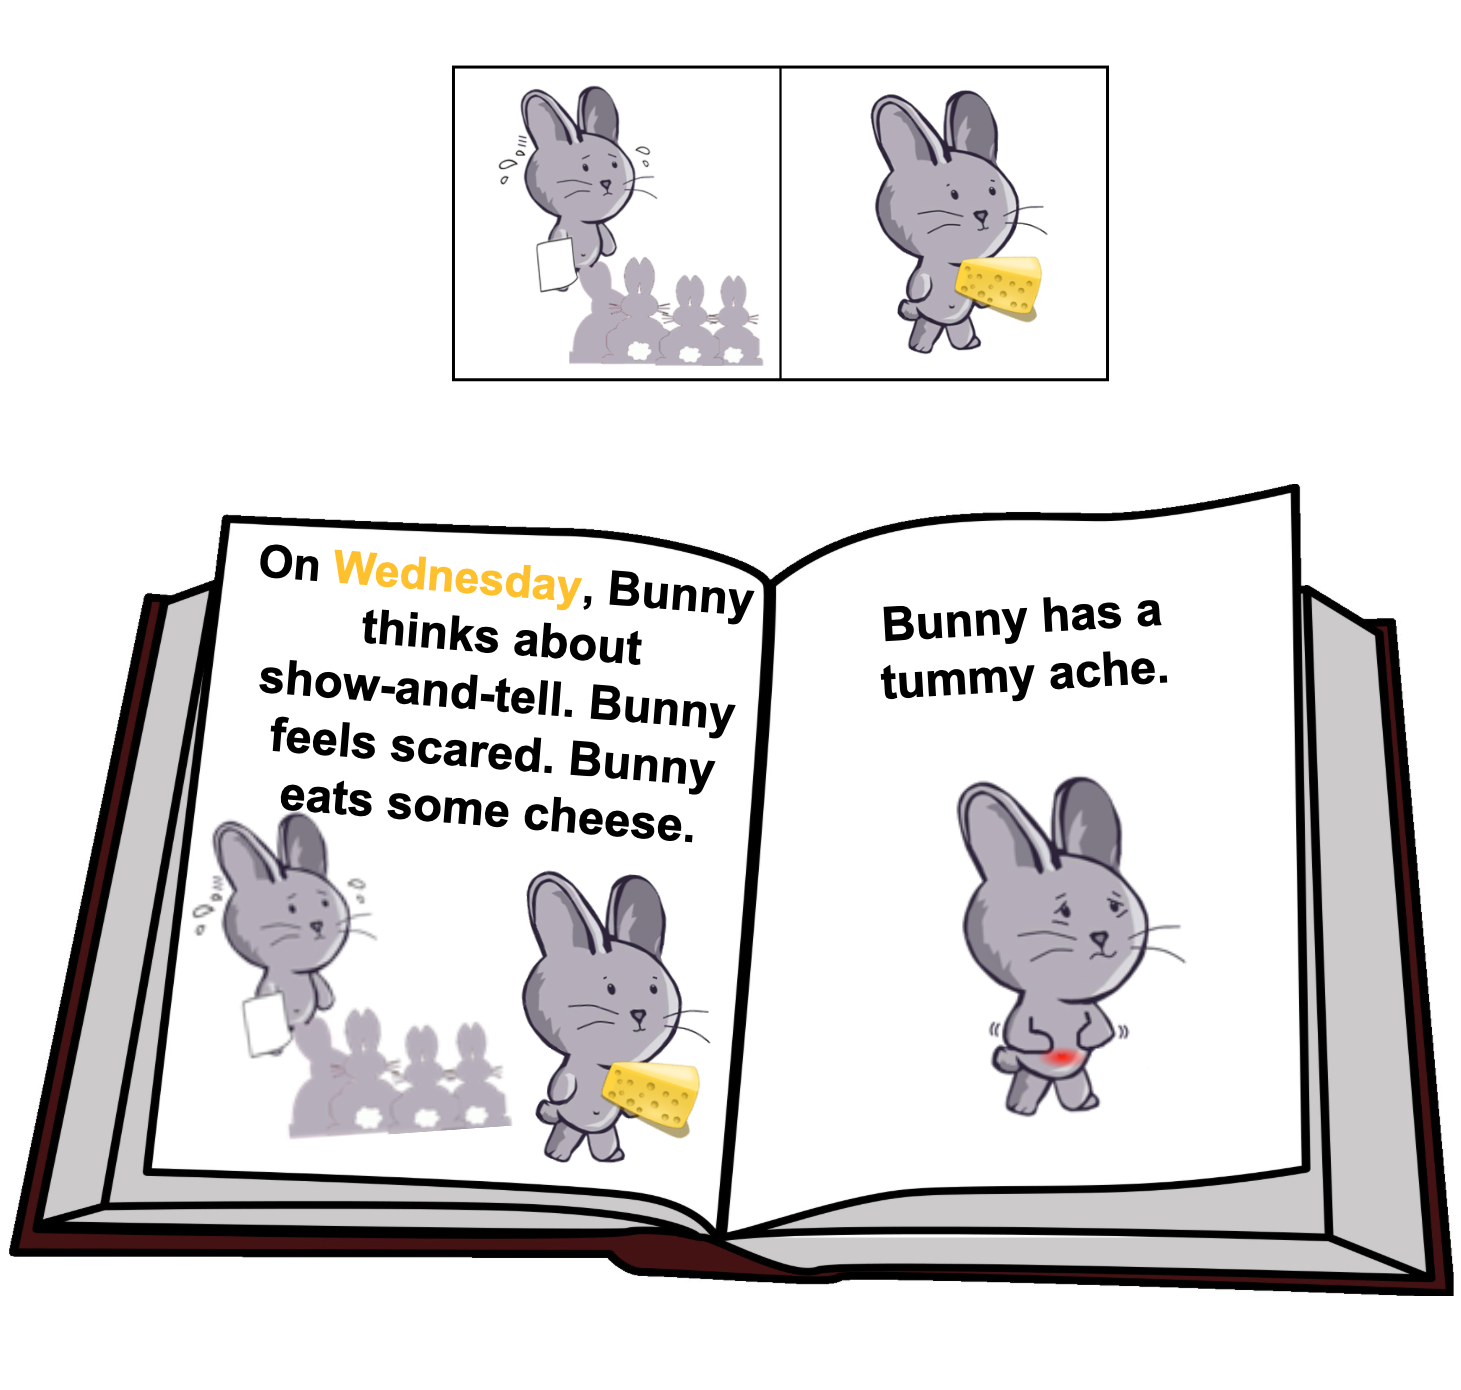 On Wednesday, Bunny
thinks about
show-and-tell. Bunny
feels scared. Bunny
eats some cheese.
Bunny has a
tummy ache.